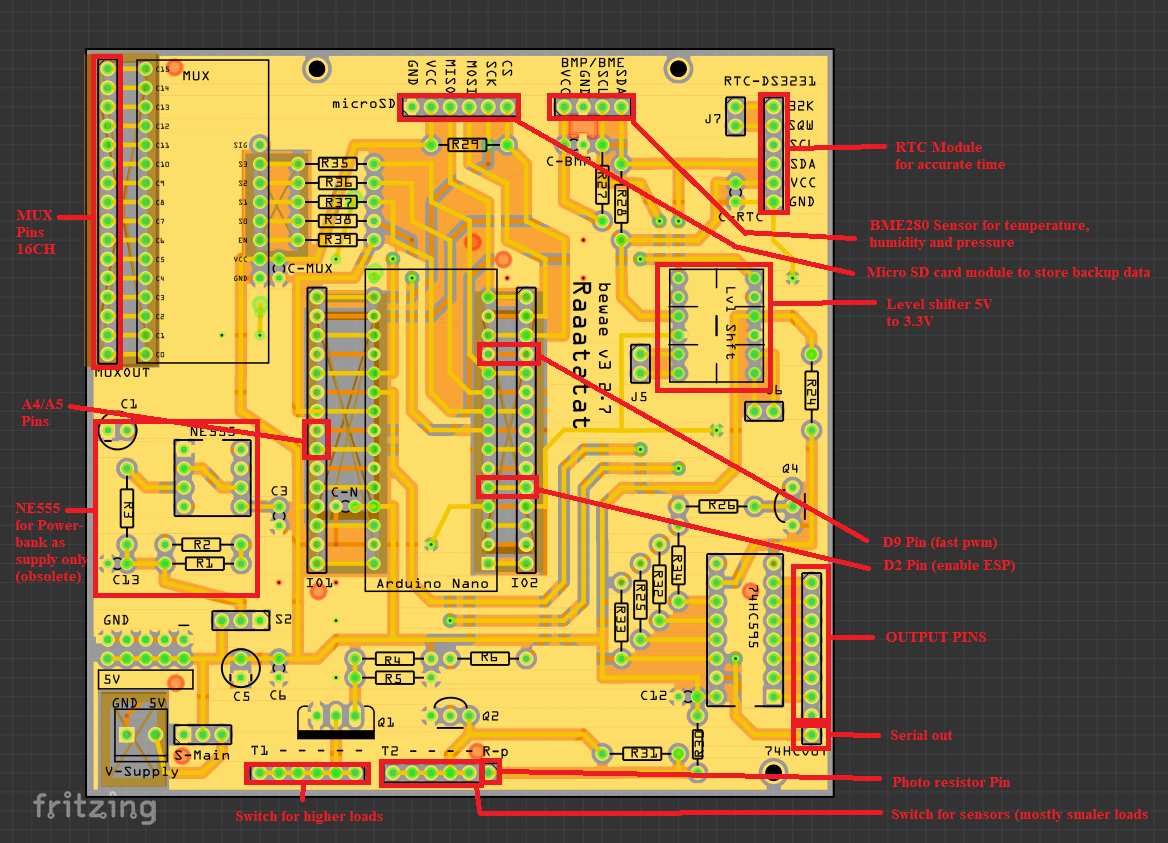 MUX
C15
C14
C13
C12
C11
C10
C9
C8
C7
C6
C5
C4
C3
C2
C1
C0
SIG
S3
S2
S1
S0
EN
VCC
GND
MUXOUT
R35
R36
R37
R38
R39
C-MUX
GND
VCC
MISO
MOSI
SCK
CS
microSD
R29
BMP/BME
VCC
GND
SCL
SDA
C-BMP
R27
R28
RTC-DS3231
J7
32K
SQW
SCL
SDA
VCC
GND
C-RTC
RTC Module
for accurate time
MUX
Pins
16CH
BME280 Sensor for temperature,
humidity and pressure
Micro SD card module to store backup data
Level shifter 5V
to 3.3V
Lvl Shft
bewae v3 2.7
Raaatatat
J5
R24
A4/A5
Pins
C1
NE555
NE555
for Power-
bank as
supply only
(obsolete)
R3
C3
R2
R1
C13
C-N
IO1
Arduino Nano
IO2
Q4
R26
D9 Pin (fast pwm)
D2 Pin (enable ESP)
R34
R32
R25
R33
74HC595
OUTPUT PINS
GND
S2
5V
C5
C6
R4
R5
R6
C12
GND 5V
V-Supply
S-Main
Q1
Q2
R31
74HCOUT
Serial out
T1 - - - - -
T2 - - - - - R-p
Photo resistor Pin
Switch for higher loads
Switch for sensors (mostly smaler loads
fritzing